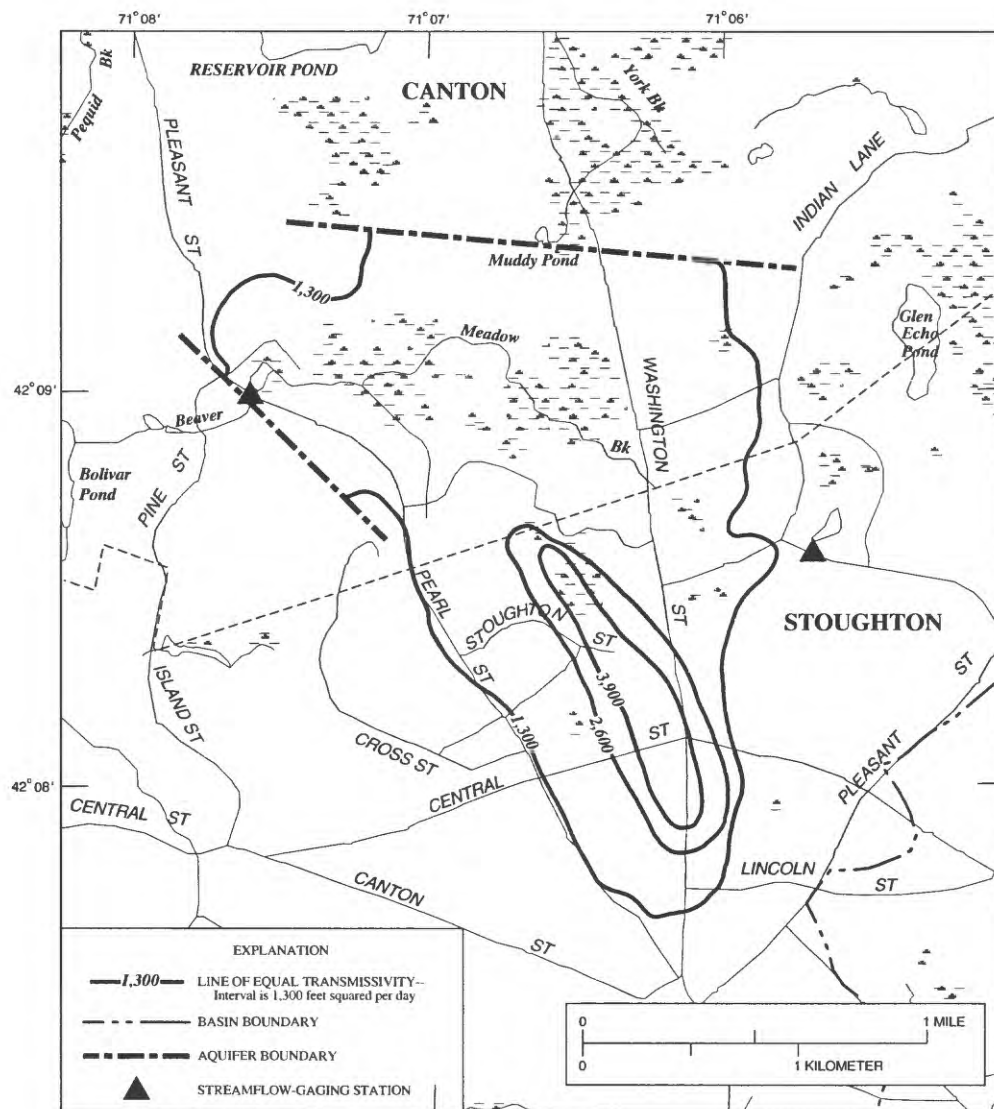 71° 08'
71° 07'
71° 06'
Pequid Bk
RESERVOIR POND
CANTON
York Bk
PLEASANT ST
INDIAN LANE
Muddy Pond
1,300
Glen Echo Pond
Meadow Bk
WASHINGTON ST
42° 09'
Beaver
Bolivar Pond
PINE ST
PEARL ST
STOUGHTON ST
STOUGHTON
ISLAND ST
3,900
2,600
1,300
CROSS ST
CENTRAL ST
PLEASANT ST
42° 08'
CENTRAL ST
LINCOLN ST
CANTON ST
EXPLANATION
1,300 LINE OF EQUAL TRANSMISSIVITY--
Interval is 1,300 feet squared per day
BASIN BOUNDARY
AQUIFER BOUNDARY
STREAMFLOW-GAGING STATION
0 1 MILE
0 1 KILOMETER